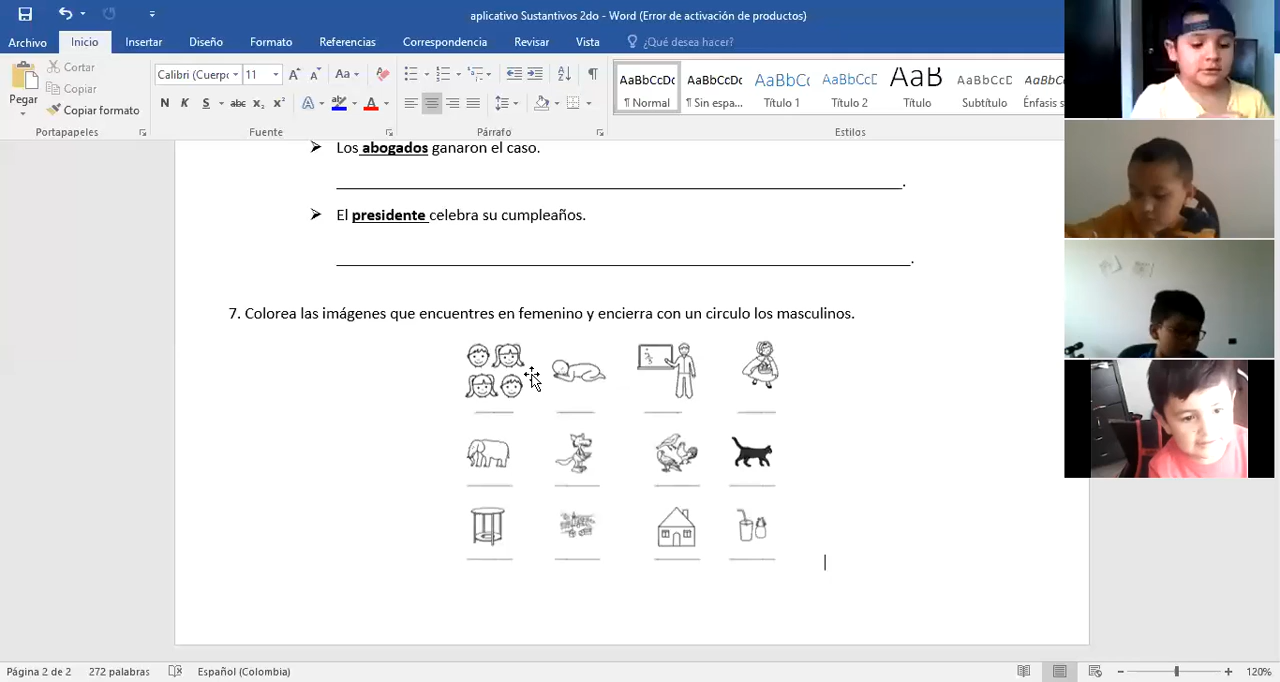 aplicativo Sustantivos 2do - Word (Error de activación de productos)
Archivo Inicio Insertar Diseño Formato Referencias Correspondencia Revisar Vista ¿Qué desea hacer?
Pegar Cortar
Copiar
Copiar formato
Calibri (Cuerpo 11
Aa
N K S abc x₂ x²
AaBbCcDc AaBbCcDc AaBbCc AaBbCcD AaB AaBbCcD AaBbCc
¶ Normal ¶ Sin espa... Título 1 Título 2 Título Subtítulo Énfasis s
Portapapeles Fuente Párrafo Estilos
Los abogados ganaron el caso.
El presidente celebra su cumpleaños.
7. Colorea las imágenes que encuentres en femenino y encierra con un circulo los masculinos.
Página 2 de 2 272 palabras Español (Colombia) 120%